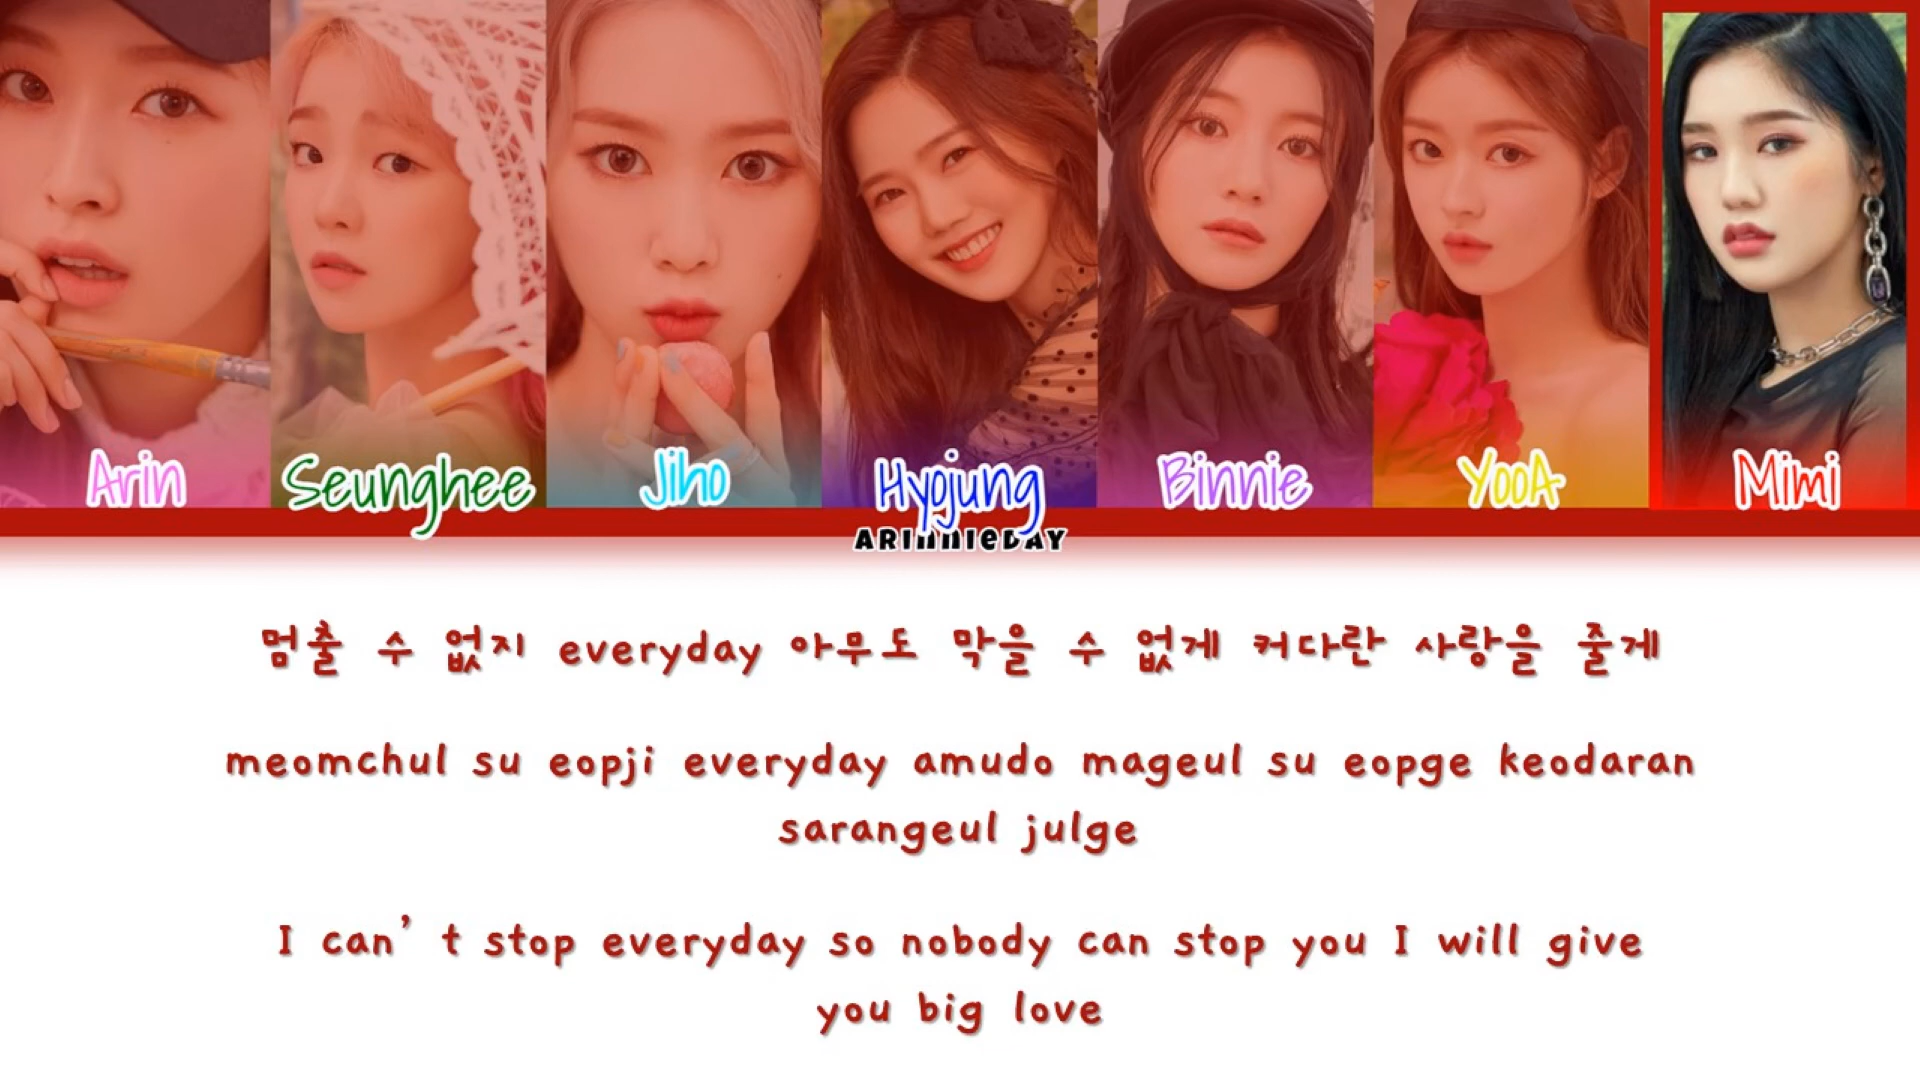 Arin
Seunghee
Jiho
Hyojung
Binnie
YooA
Mimi
ARINNIEDAY
멈출 수 없지 everyday 아무도 막을 수 없게 커다란 사랑을 줄게
meomchul su eopji everyday amudo mageul su eopge keodaran
sarangeul julge
I can't stop everyday so nobody can stop you I will give
you big love